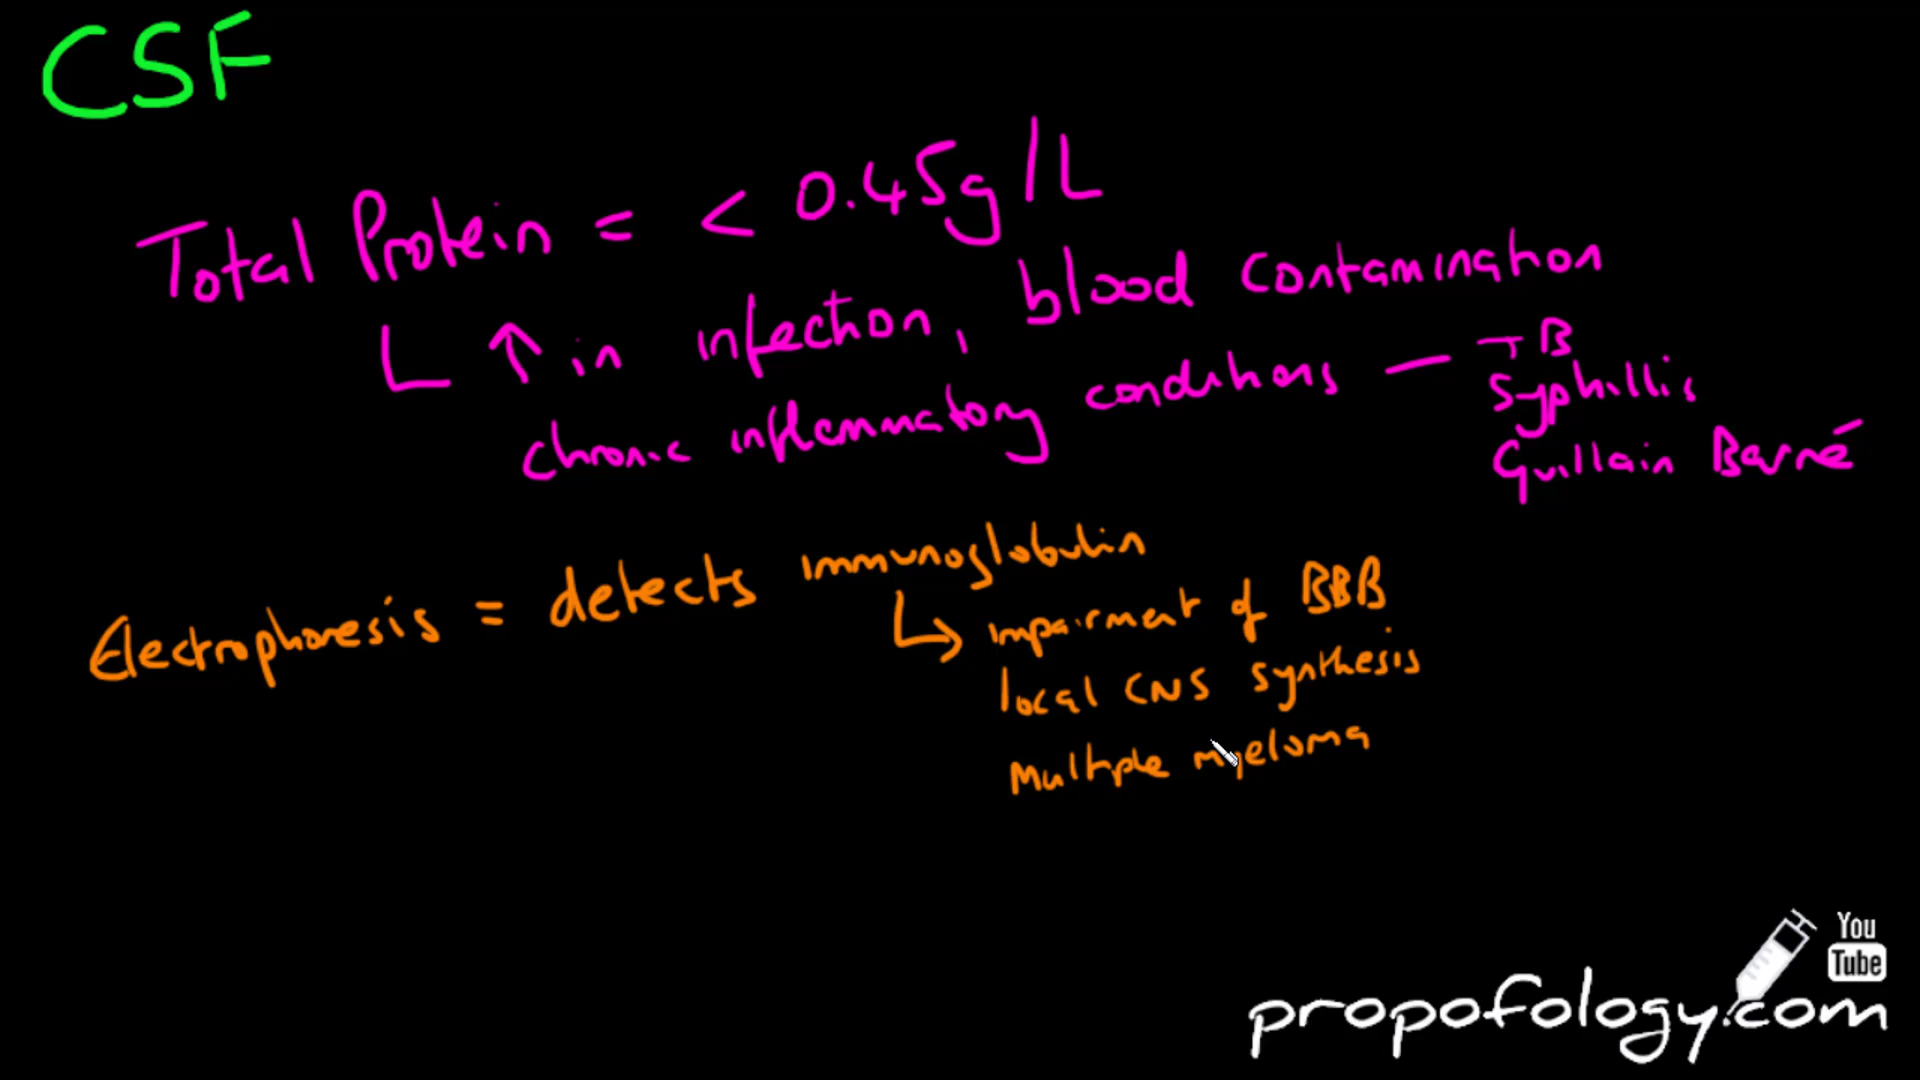 CSF
Total Protein = < 0.45g/L
↑ in infection, blood contamination
chronic inflammatory conditions — TB
Syphillis
Guillain Barré
Electrophoresis = detects immunoglobulin
impairment of BBB
local CNS synthesis
Multiple myeloma
You
Tube
propofology.com